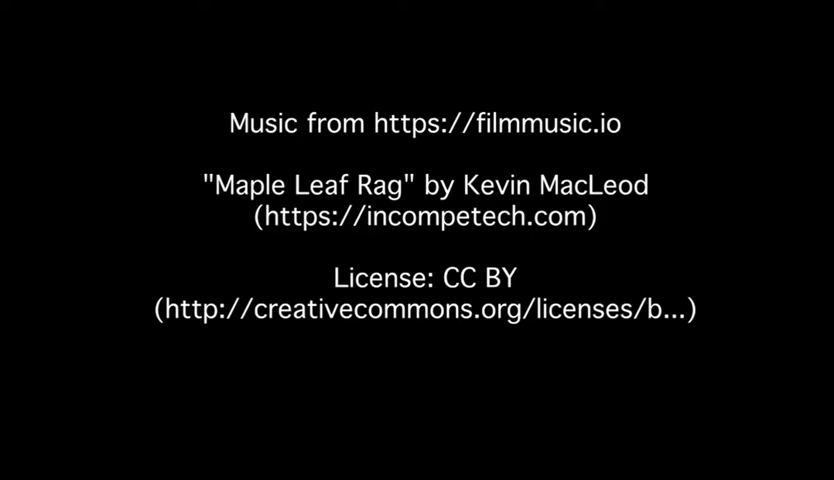 Music from https://filmmusic.io
"Maple Leaf Rag" by Kevin MacLeod
(https://incompetech.com)
License: CC BY
(http://creativecommons.org/licenses/b...)